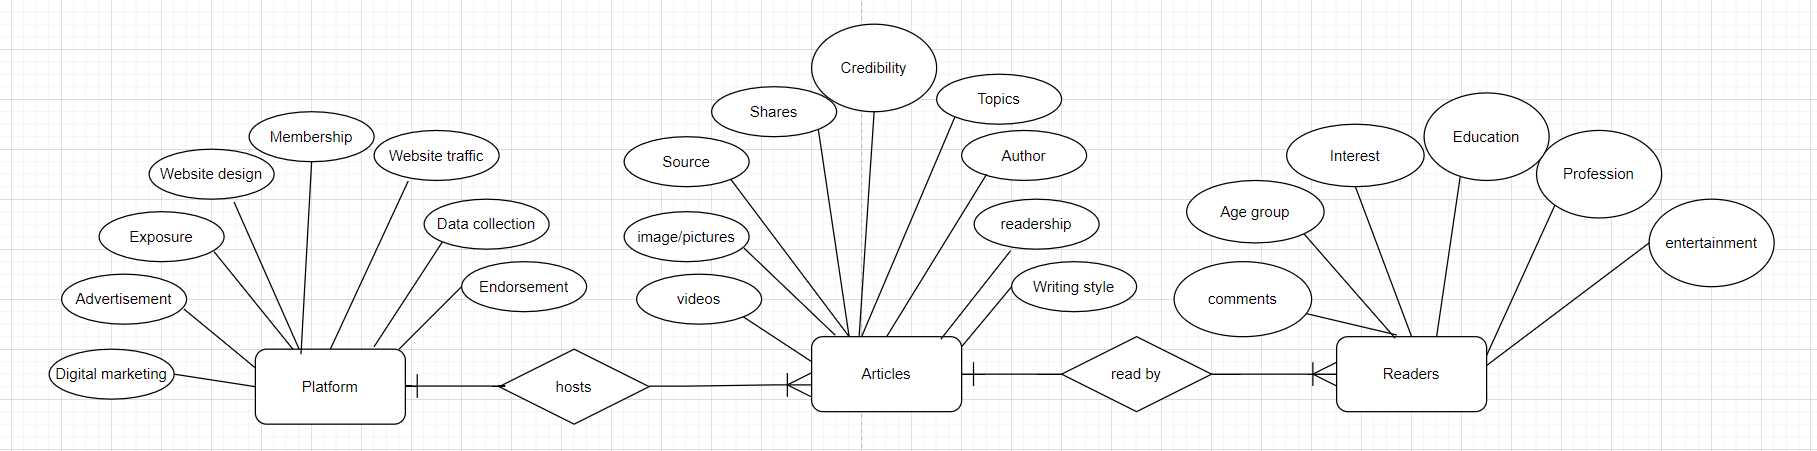 Credibility
Shares
Topics
Membership
Website traffic
Source
Author
Interest
Education
Profession
Website design
Exposure
Data collection
image/pictures
readership
Age group
entertainment
Advertisement
Endorsement
videos
Writing style
comments
Digital marketing
Platform
hosts
Articles
read by
Readers